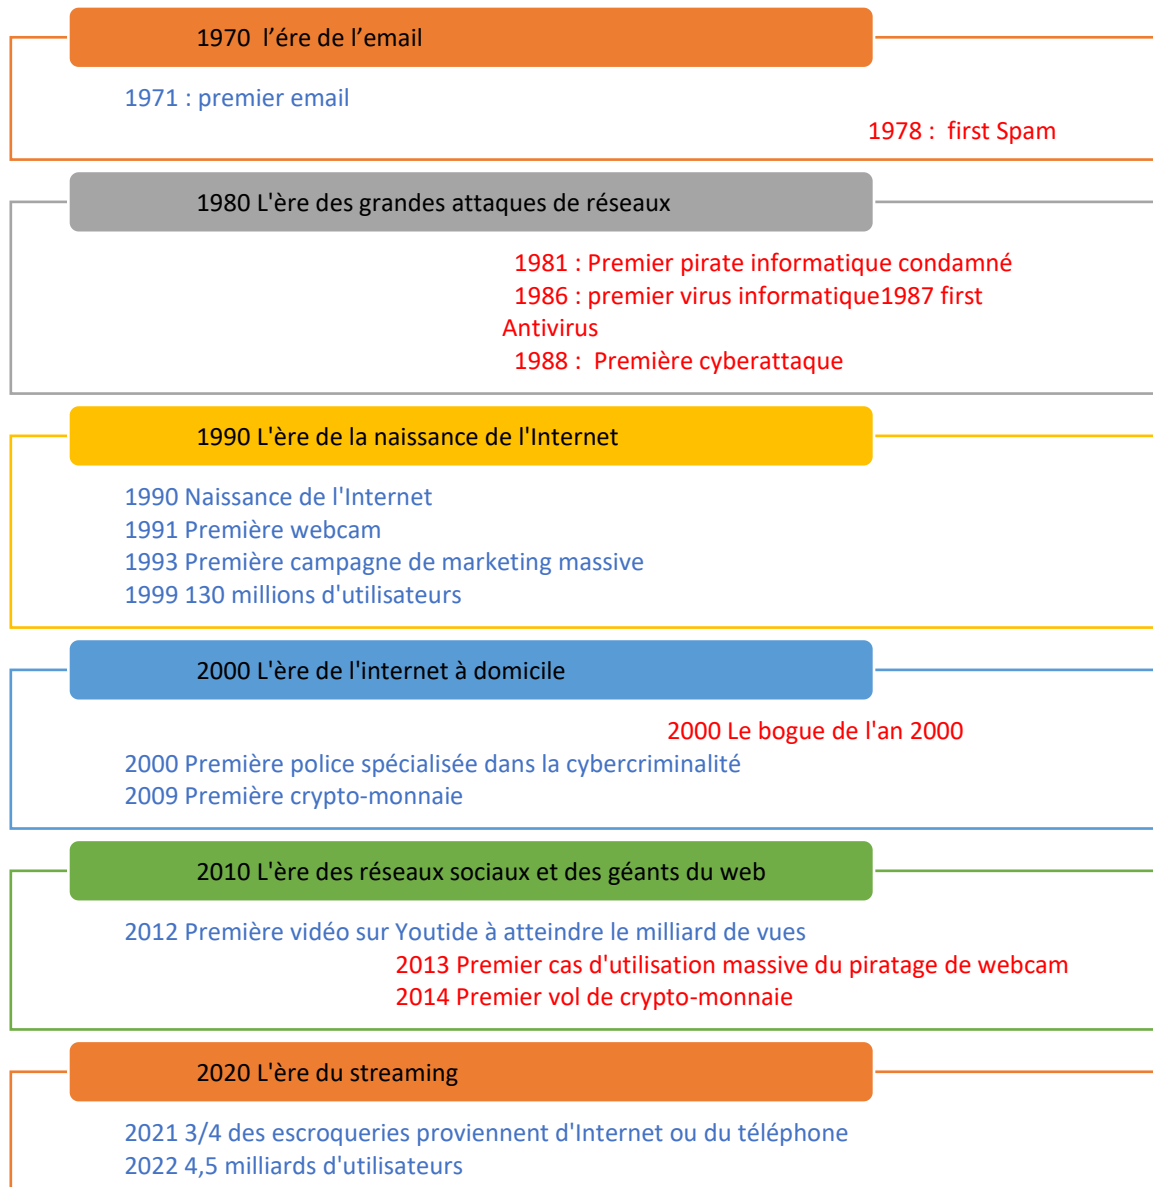 1970  l’ére de l’email
1971 : premier email
1978 :  first Spam
1980 L'ère des grandes attaques de réseaux
1981 : Premier pirate informatique condamné
1986 : premier virus informatique1987 first
Antivirus
1988 :  Première cyberattaque
1990 L'ère de la naissance de l'Internet
1990 Naissance de l'Internet
1991 Première webcam
1993 Première campagne de marketing massive
1999 130 millions d'utilisateurs
2000 L'ère de l'internet à domicile
2000 Le bogue de l'an 2000
2000 Première police spécialisée dans la cybercriminalité
2009 Première crypto-monnaie
2010 L'ère des réseaux sociaux et des géants du web
2012 Première vidéo sur Youtide à atteindre le milliard de vues
2013 Premier cas d'utilisation massive du piratage de webcam
2014 Premier vol de crypto-monnaie
2020 L'ère du streaming
2021 3/4 des escroqueries proviennent d'Internet ou du téléphone
2022 4,5 milliards d'utilisateurs